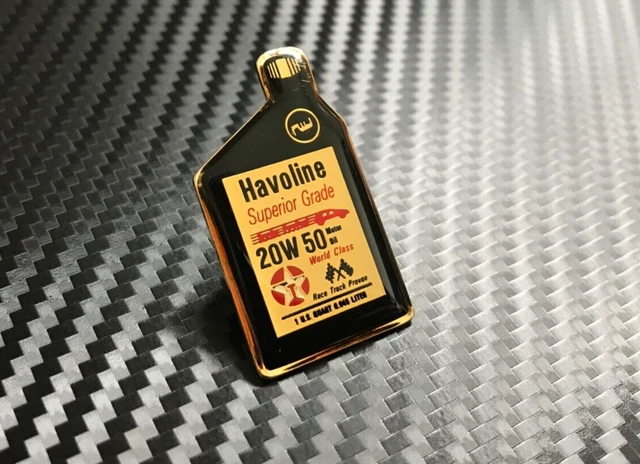 Havoline
Superior Grade
20W 50 Motor Oil
World Class
Race Track Proven
1 U.S. QUART 0.946 LITER